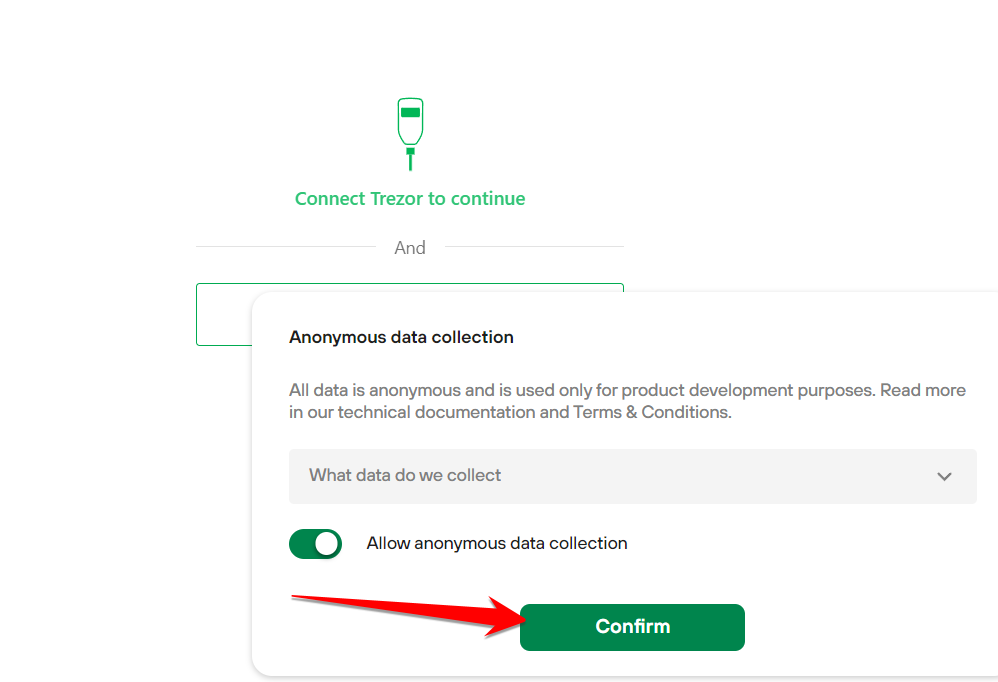 Connect Trezor to continue
And
Anonymous data collection
All data is anonymous and is used only for product development purposes. Read more
in our technical documentation and Terms & Conditions.
What data do we collect
Allow anonymous data collection
Confirm